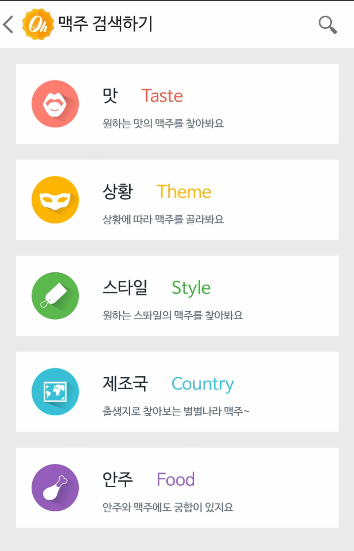 Oh 맥주 검색하기
맛 Taste
원하는 맛의 맥주를 찾아봐요
상황 Theme
상황에 따라 맥주를 골라봐요
스타일 Style
원하는 스타일의 맥주를 찾아봐요
제조국 Country
출생지로 찾아보는 별별나라 맥주~
안주 Food
안주와 맥주에도 궁합이 있지요